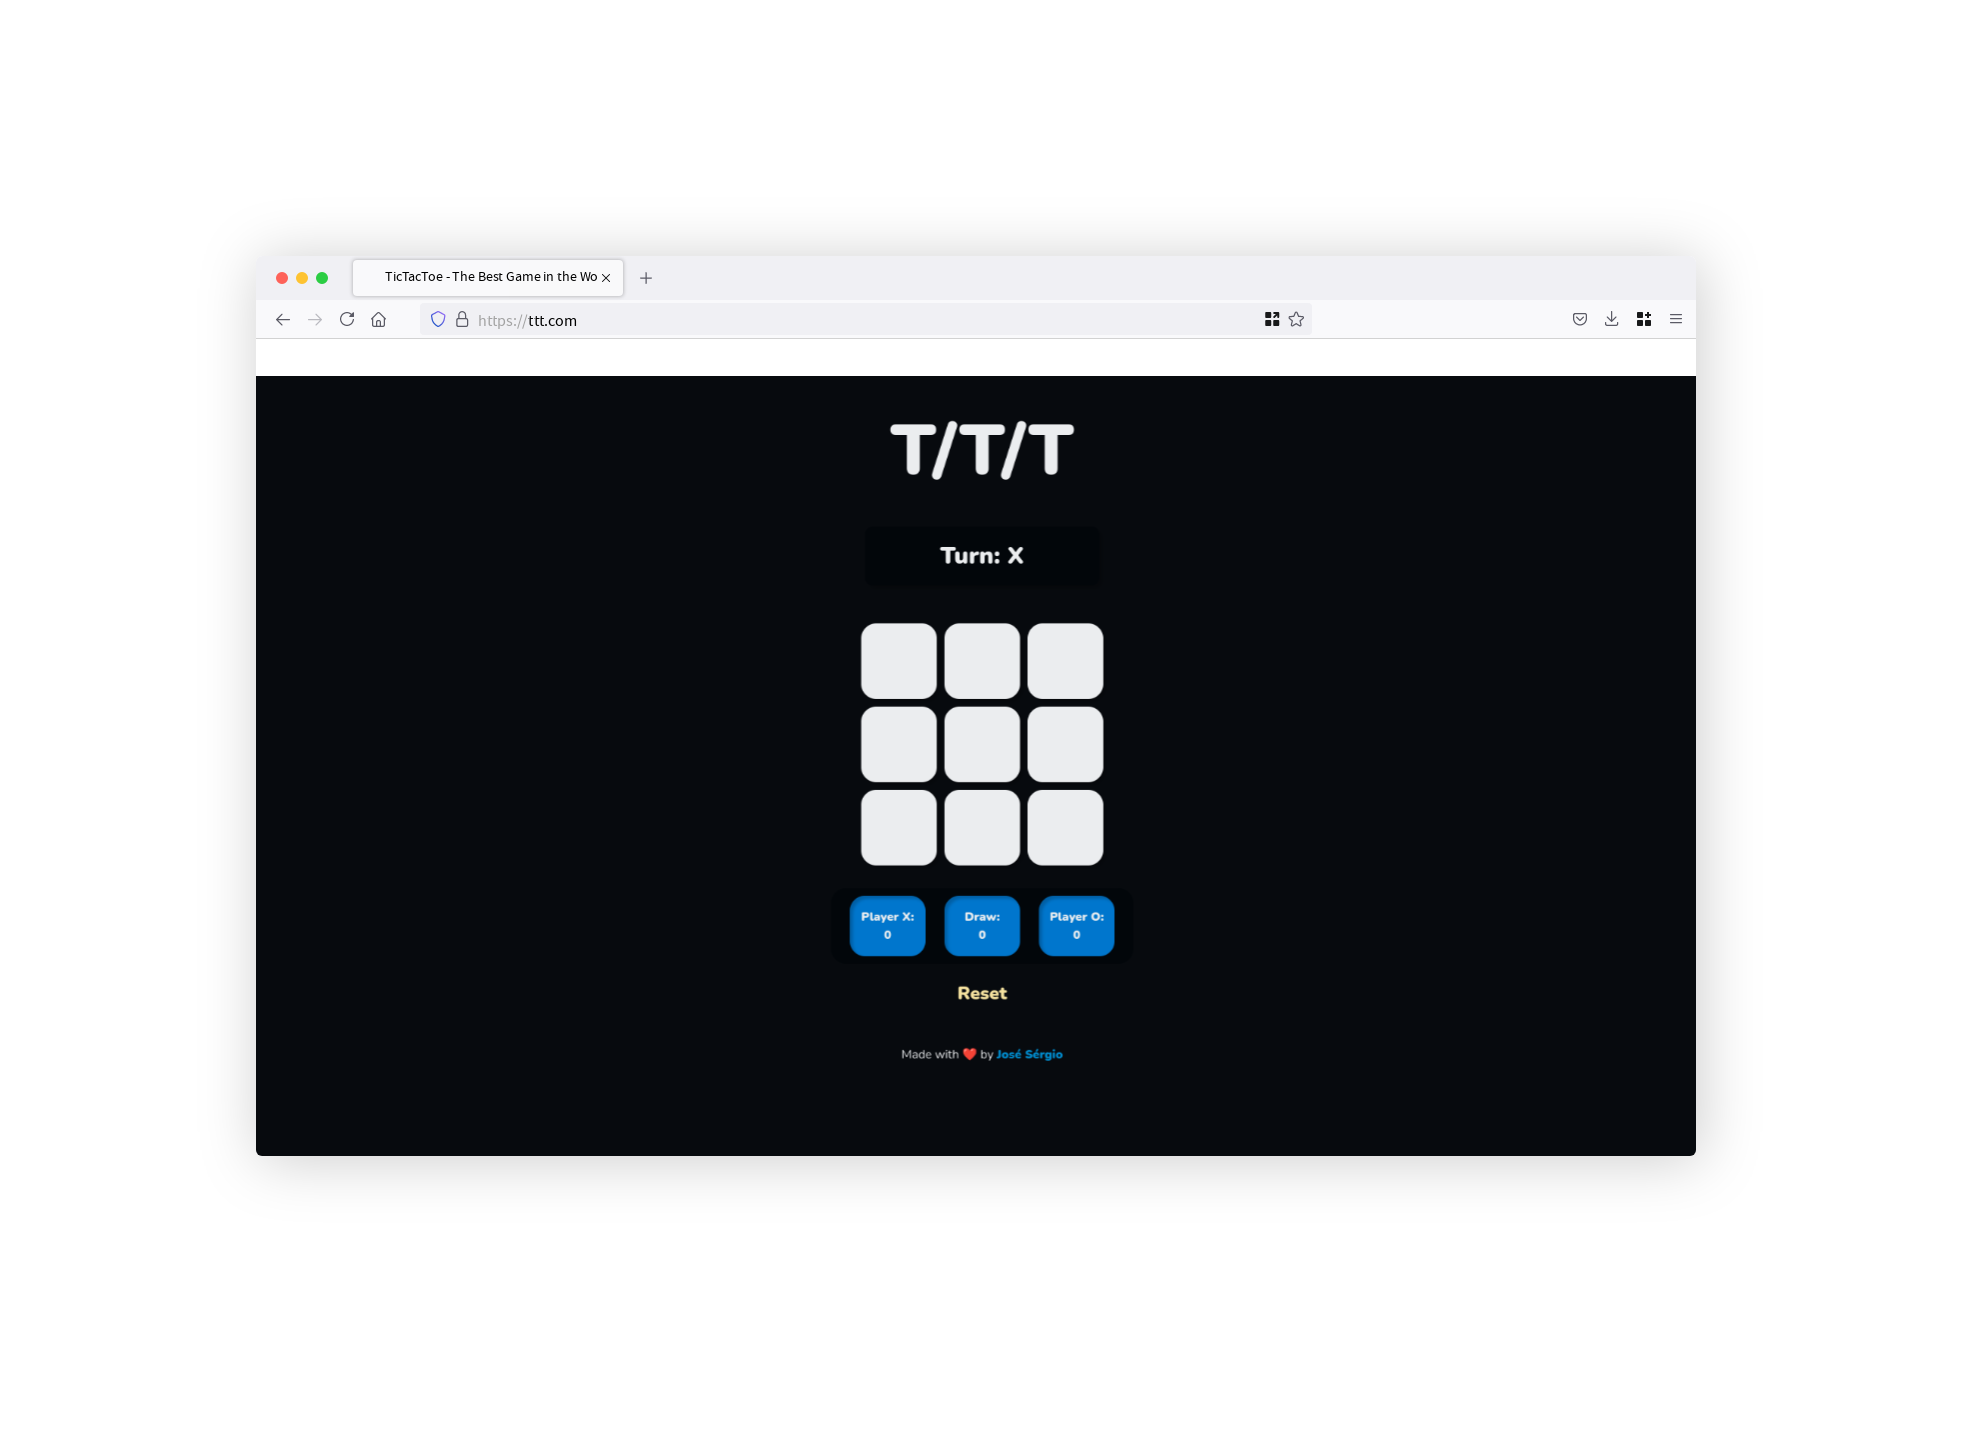 TicTacToe - The Best Game in the Wo
https://ttt.com
T/T/T
Turn: X
Player X:
0
Draw:
0
Player O:
0
Reset
Made with ❤️ by José Sérgio